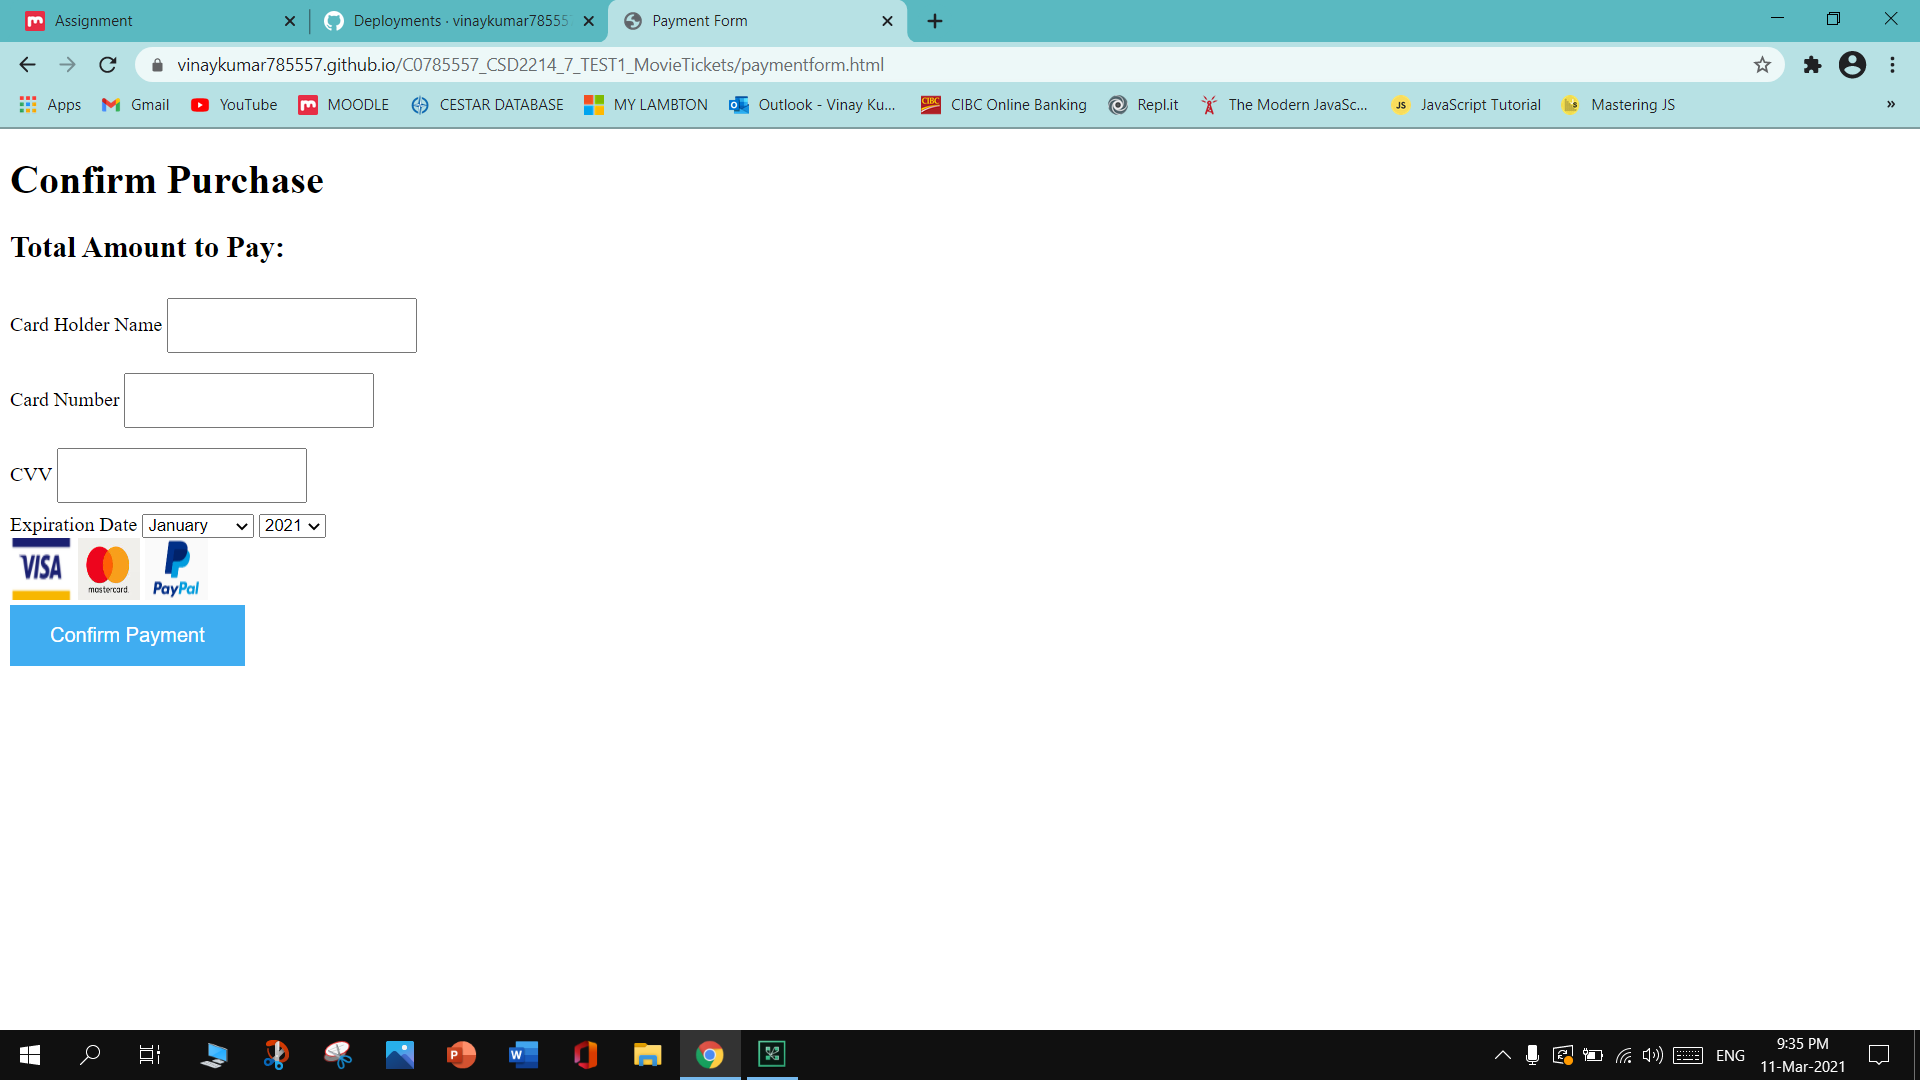 Assignment
Deployments · vinaykumar78555
Payment Form
vinaykumar785557.github.io/C0785557_CSD2214_7_TEST1_MovieTickets/paymentform.html
Apps
Gmail
YouTube
MOODLE
CESTAR DATABASE
MY LAMBTON
Outlook - Vinay Ku...
CIBC
CIBC Online Banking
Repl.it
The Modern JavaSc...
JS
JavaScript Tutorial
Mastering JS
»
Confirm Purchase
Total Amount to Pay:
Card Holder Name
Card Number
CVV
Expiration Date January 2021
VISA
mastercard.
PayPal
Confirm Payment
ENG
9:35 PM
11-Mar-2021